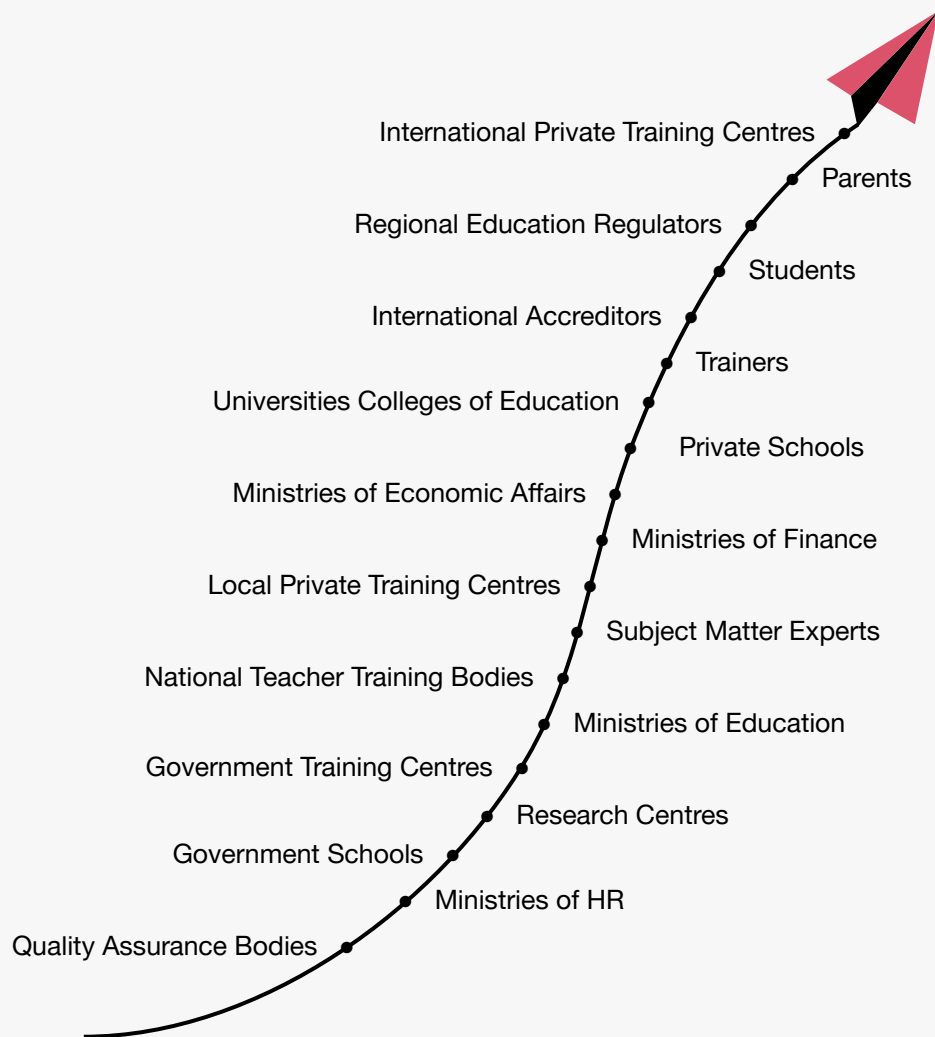 International Private Training Centres
Parents
Regional Education Regulators
Students
International Accreditors
Trainers
Universities Colleges of Education
Private Schools
Ministries of Economic Affairs
Ministries of Finance
Local Private Training Centres
Subject Matter Experts
National Teacher Training Bodies
Ministries of Education
Government Training Centres
Research Centres
Government Schools
Ministries of HR
Quality Assurance Bodies